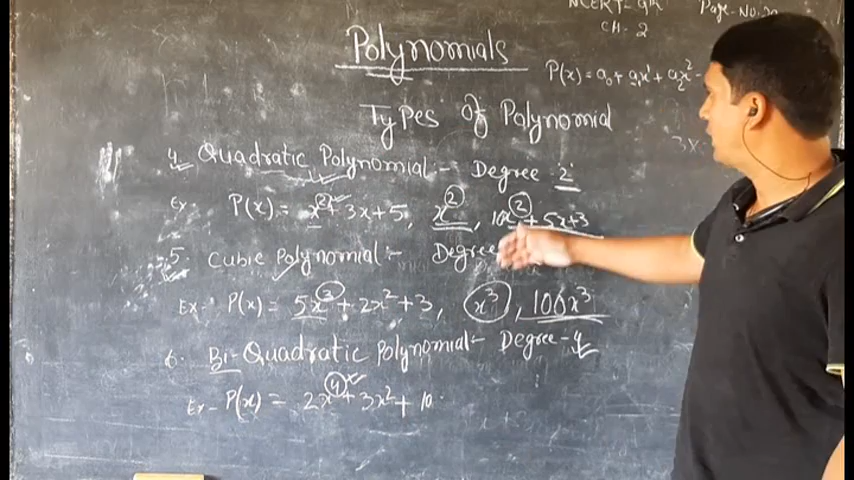 NCERT- 9th Page-No.
CH-2
Polynomials
P(x) = a₀ + a₁x¹ + a₂x² -
Types of Polynomial
3x
4 Quadratic Polynomial :- Degree 2
Ex P(x) = x² + 3x + 5, x², 10x² + 5x + 3
5. Cubic Polynomial :- Degree
Ex- P(x) = 5x³ + 2x² + 3, x³, 100x³
6. Bi-Quadratic Polynomial- Degree-4
Ex- P(x) = 2x⁴ + 3x² + 10.